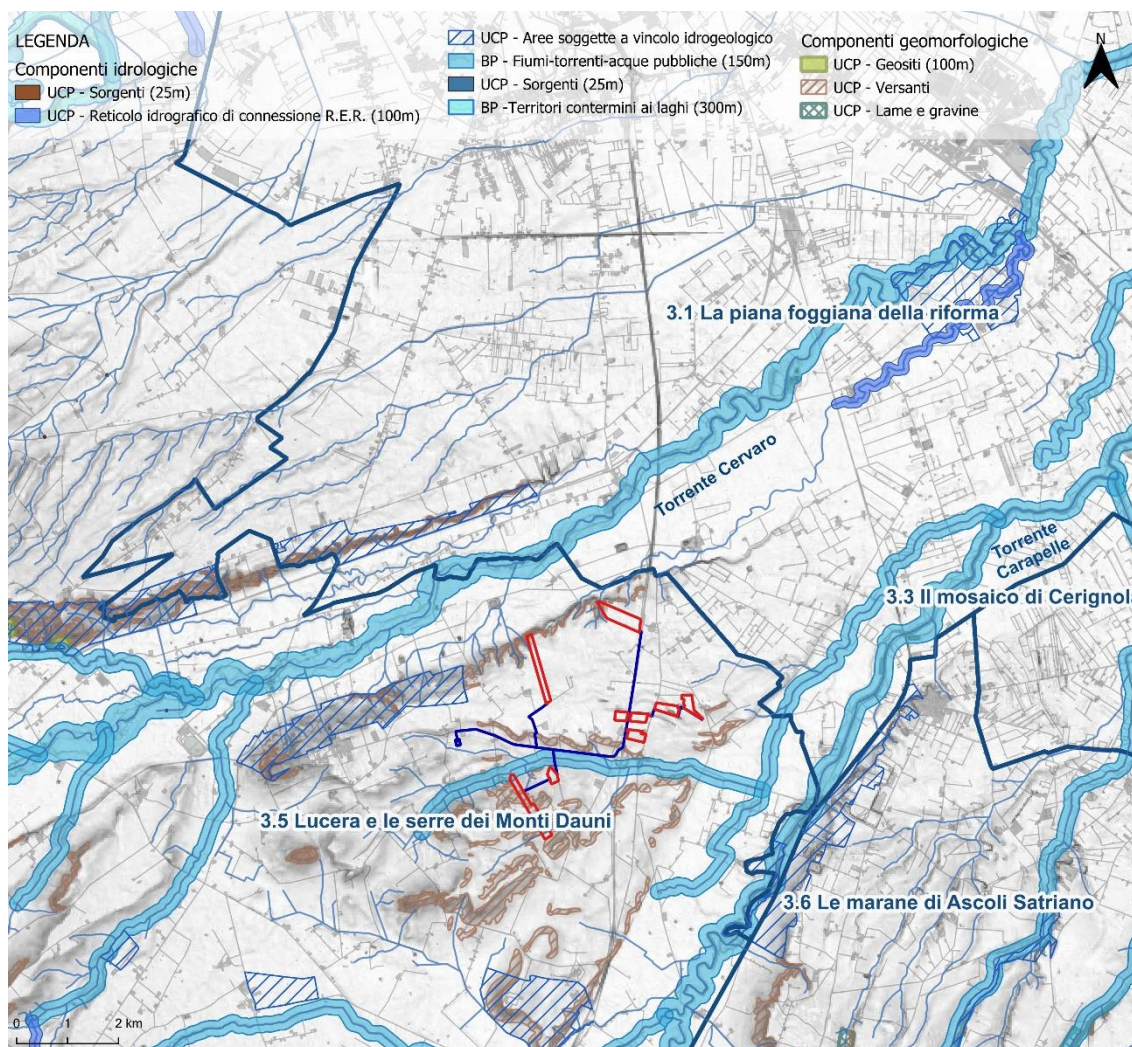 LEGENDA
Componenti idrologiche
UCP - Sorgenti (25m)
UCP - Reticolo idrografico di connessione R.E.R. (100m)
UCP - Aree soggette a vincolo idrogeologico
BP - Fiumi-torrenti-acque pubbliche (150m)
UCP - Sorgenti (25m)
BP -Territori contermini ai laghi (300m)
Componenti geomorfologiche
UCP - Geositi (100m)
UCP - Versanti
UCP - Lame e gravine
N
3.1 La piana foggiana della riforma
Torrente Cervaro
Torrente
Carapelle
3.3 Il mosaico di Cerignola
3.5 Lucera e le serre dei Monti Dauni
3.6 Le marane di Ascoli Satriano
0 1 2 km